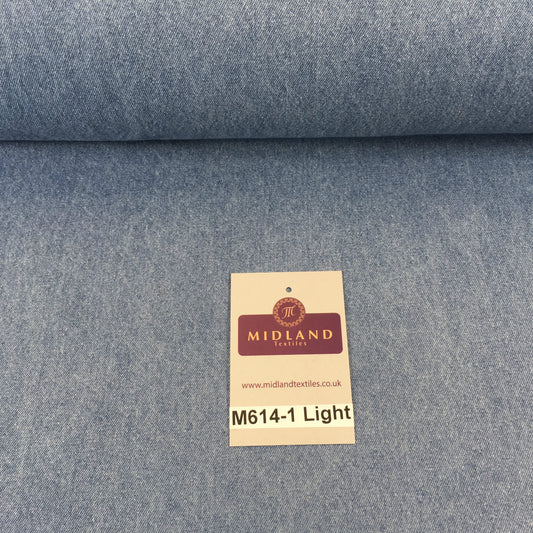 MIDLAND
Textiles
www.midlandtextiles.co.uk
M614-1 Light